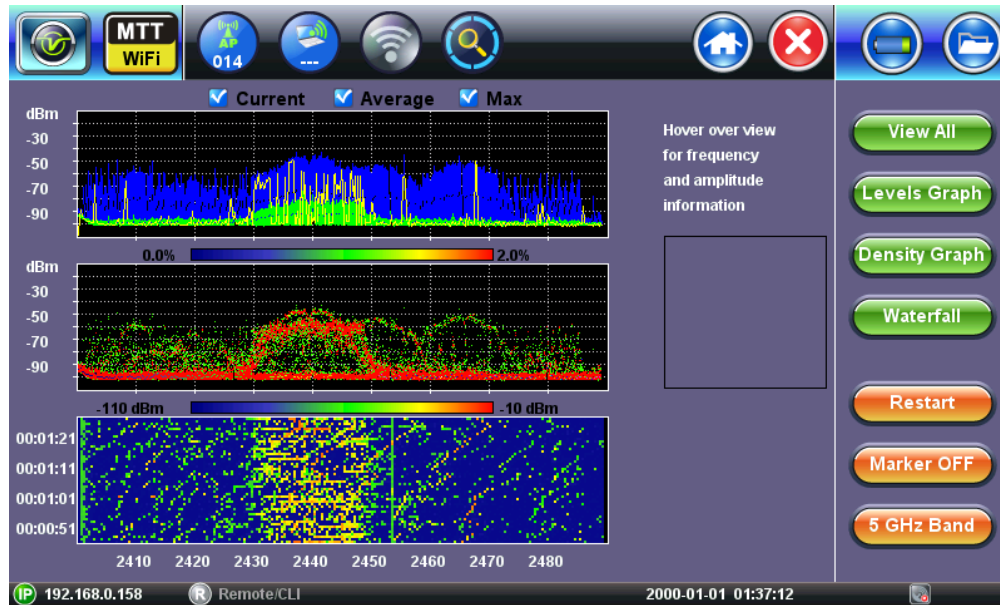 MTT
WiFi
AP
014
---
Current
Average
Max
dBm
-30
-50
-70
-90
Hover over view
for frequency
and amplitude
information
0.0%
2.0%
dBm
-30
-50
-70
-90
-110 dBm
-10 dBm
00:01:21
00:01:11
00:01:01
00:00:51
2410 2420 2430 2440 2450 2460 2470 2480
View All
Levels Graph
Density Graph
Waterfall
Restart
Marker OFF
5 GHz Band
IP 192.168.0.158
R Remote/CLI
2000-01-01 01:37:12